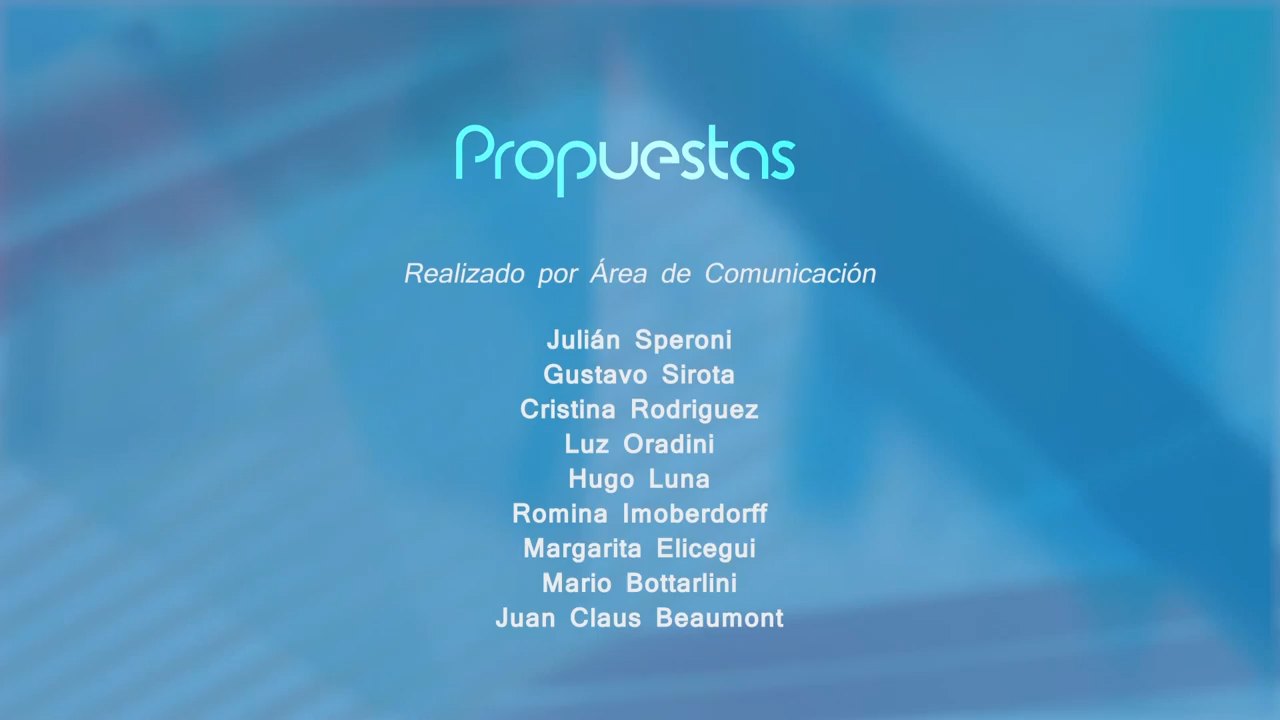 Propuestas
Realizado por Área de Comunicación
Julián Speroni
Gustavo Sirota
Cristina Rodriguez
Luz Oradini
Hugo Luna
Romina Imoberdorff
Margarita Elicegui
Mario Bottarlini
Juan Claus Beaumont